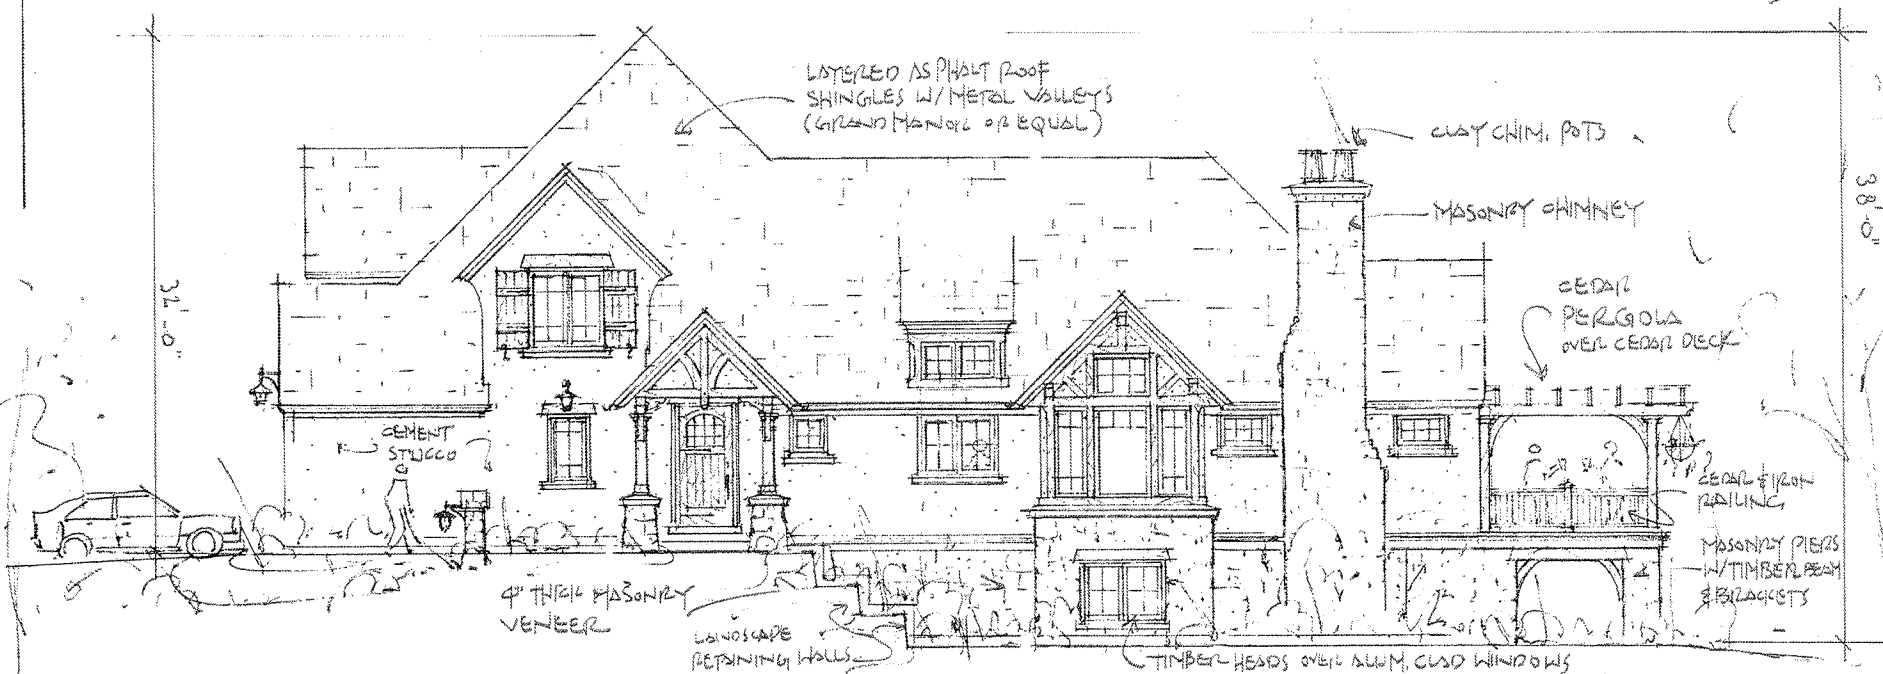 LAYERED ASPHALT ROOF
SHINGLES W/ METAL VALLEYS
(GRAND MANOR OR EQUAL)
CLAY CHIM. POTS
MASONRY CHIMNEY
38'-0"
32'-0"
CEDAR
PERGOLA
OVER CEDAR DECK
CEMENT
STUCCO
CEDAR & IRON
RAILING
MASONRY PIERS
W/ TIMBER BEAM
& BRACKETS
4" THICK MASONRY
VENEER
LANDSCAPE
RETAINING WALLS
TIMBER HEADS OVER ALUM. CLAD WINDOWS